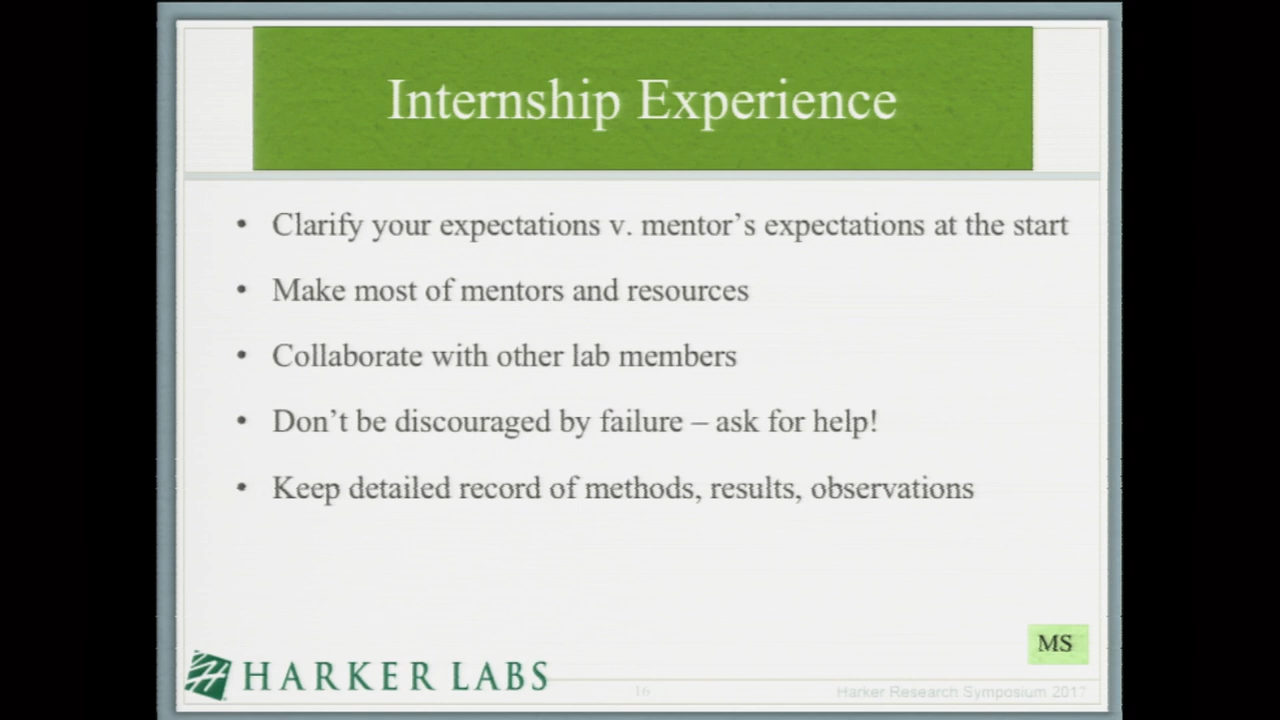 Internship Experience
• Clarify your expectations v. mentor's expectations at the start
• Make most of mentors and resources
• Collaborate with other lab members
• Don't be discouraged by failure – ask for help!
• Keep detailed record of methods, results, observations
MS
HARKER LABS
16
Harker Research Symposium 2017